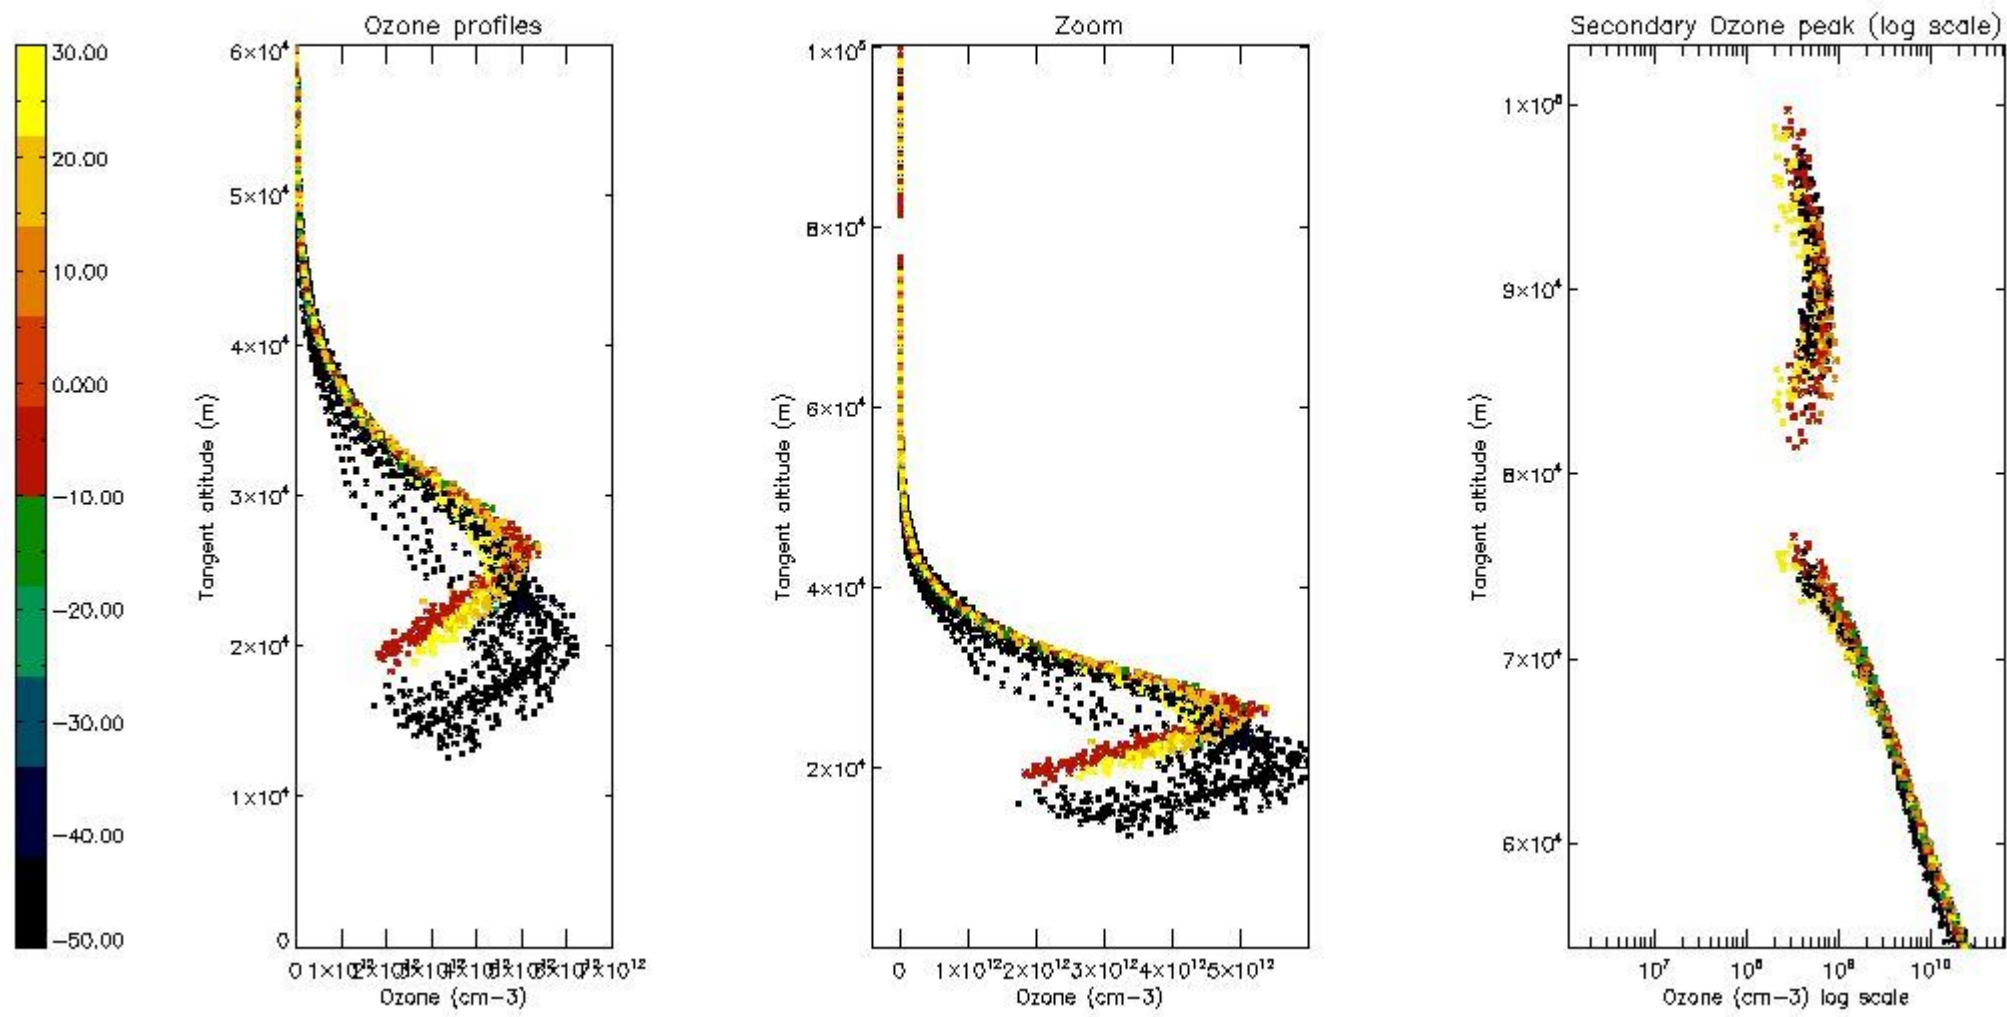 Ozone profiles
Zoom
Secondary Ozone peak (log scale)
30.00
20.00
10.00
0.000
-10.00
-20.00
-30.00
-40.00
-50.00
6×10⁴
5×10⁴
4×10⁴
3×10⁴
2×10⁴
1×10⁴
0
Tangent altitude (m)
Ozone (cm-3)
1×10⁵
8×10⁴
6×10⁴
4×10⁴
2×10⁴
Tangent altitude (m)
0 1×10¹² 2×10¹² 3×10¹² 4×10¹² 5×10¹²
Ozone (cm-3)
9×10⁴
8×10⁴
7×10⁴
6×10⁴
Tangent altitude (m)
10⁷ 10⁸ 10⁹ 10¹⁰
Ozone (cm-3) log scale